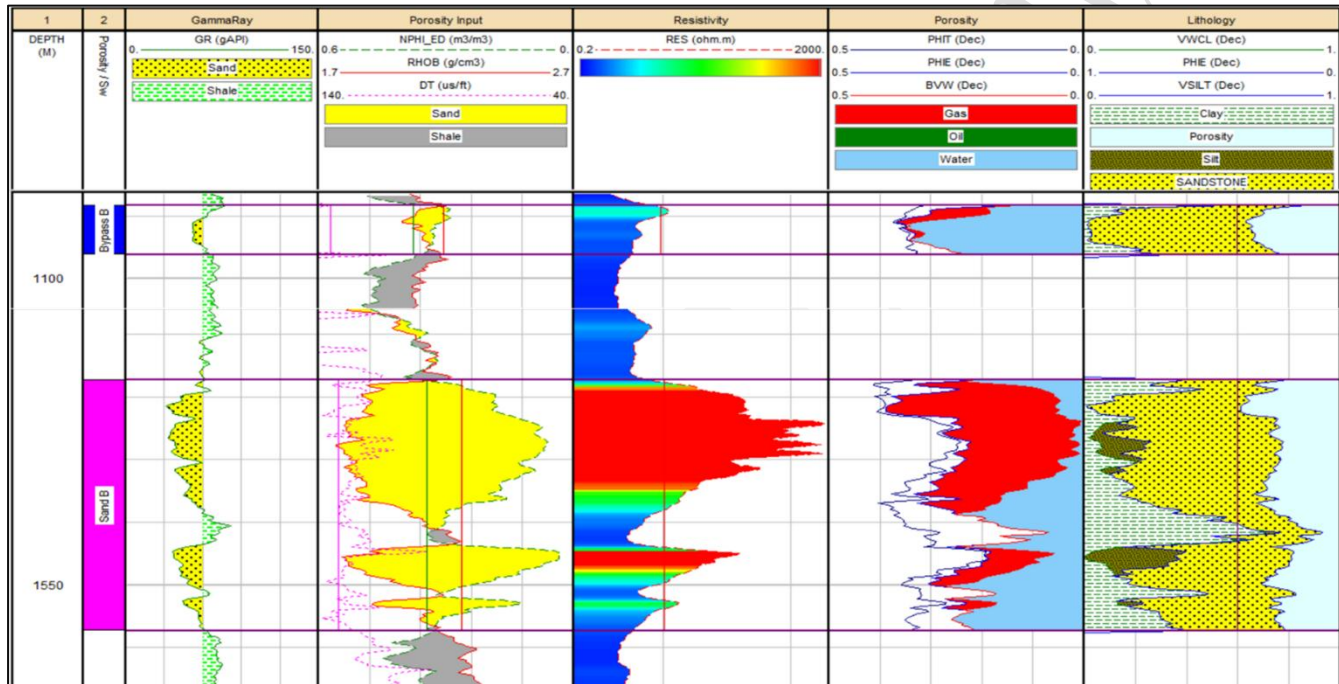 1
2
GammaRay
Porosity Input
Resistivity
Porosity
Lithology
DEPTH
(M)
Porosity / Sw
GR (gAPI)
0. 150.
Sand
Shale
NPHI_ED (m3/m3)
0.6 0.
RHOB (g/cm3)
1.7 2.7
DT (us/ft)
140. 40.
Sand
Shale
RES (ohm.m)
0.2 2000.
PHIT (Dec)
0.5 0.
PHIE (Dec)
0.5 0.
BVW (Dec)
0.5 0.
Gas
Oil
Water
VWCL (Dec)
0. 1.
PHIE (Dec)
1. 0.
VSILT (Dec)
0. 1.
Clay
Porosity
Silt
SANDSTONE
Bypass B
1100
Sand B
1550